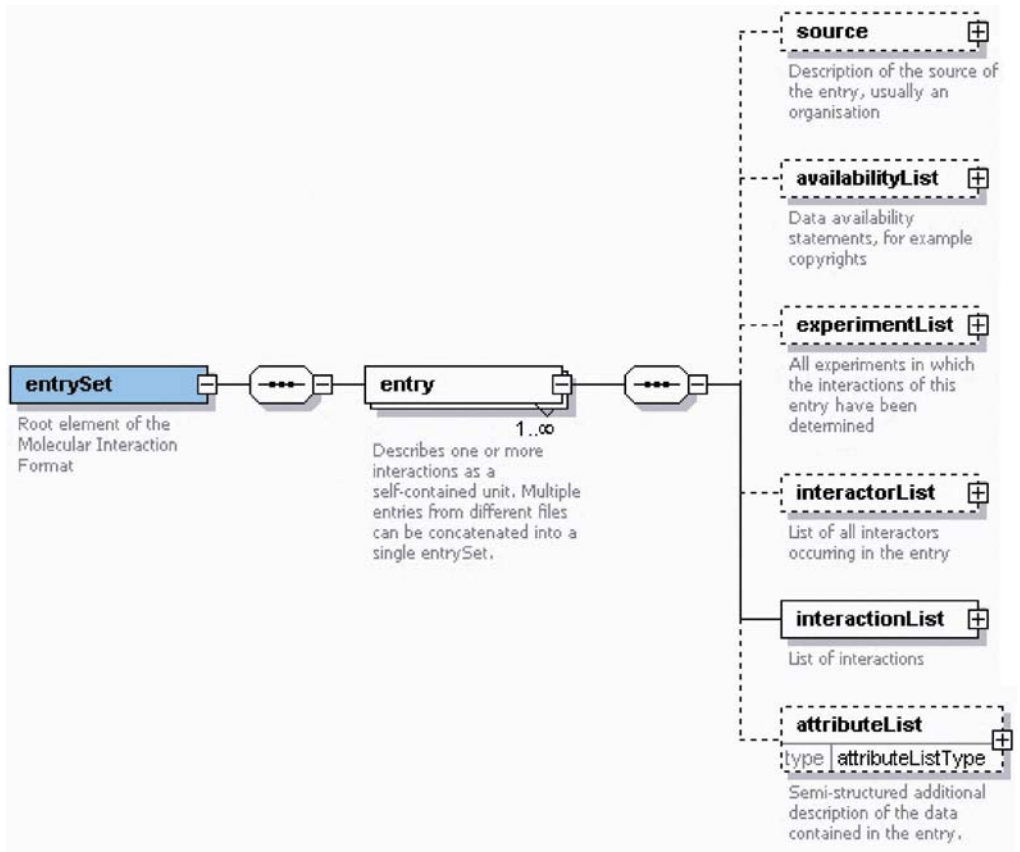 entrySet
Root element of the
Molecular Interaction
Format
entry
1..∞
Describes one or more
interactions as a
self-contained unit. Multiple
entries from different files
can be concatenated into a
single entrySet.
source
Description of the source of
the entry, usually an
organisation
availabilityList
Data availability
statements, for example
copyrights
experimentList
All experiments in which
the interactions of this
entry have been
determined
interactorList
List of all interactors
occurring in the entry
interactionList
List of interactions
attributeList
type attributeListType
Semi-structured additional
description of the data
contained in the entry.